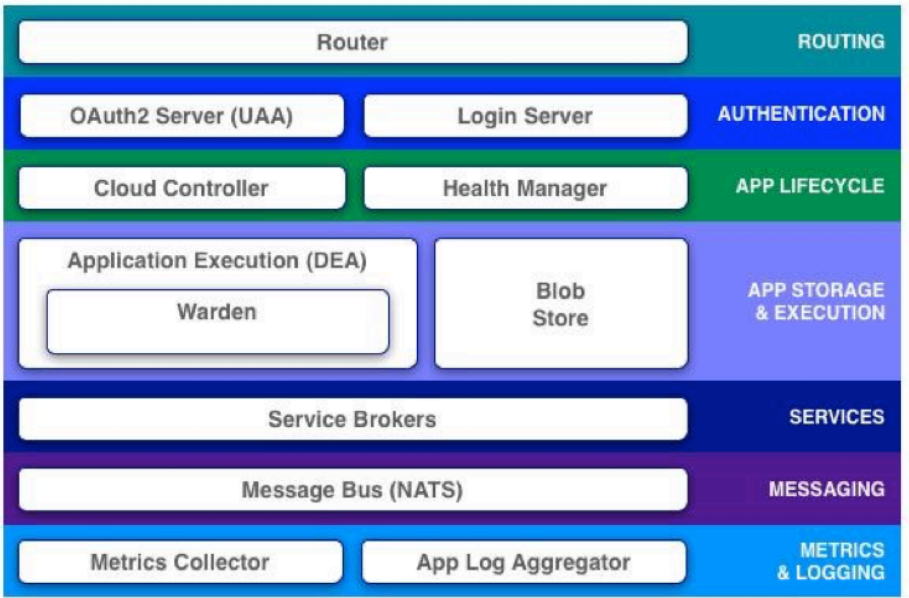 Router
ROUTING
OAuth2 Server (UAA)
Login Server
AUTHENTICATION
Cloud Controller
Health Manager
APP LIFECYCLE
Application Execution (DEA)
Warden
Blob
Store
APP STORAGE
& EXECUTION
Service Brokers
SERVICES
Message Bus (NATS)
MESSAGING
Metrics Collector
App Log Aggregator
METRICS
& LOGGING